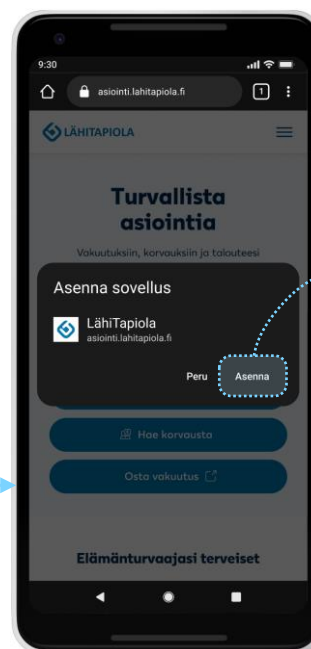 9:30
asiointi.lahitapiola.fi
1
LÄHITAPIOLA
Turvallista
asiointia
Vakuutuksiin, korvauksiin ja talouteesi
Asenna sovellus
LähiTapiola
asiointi.lahitapiola.fi
Peru Asenna
Hae korvausta
Osta vakuutus
Elämänturvaajasi terveiset